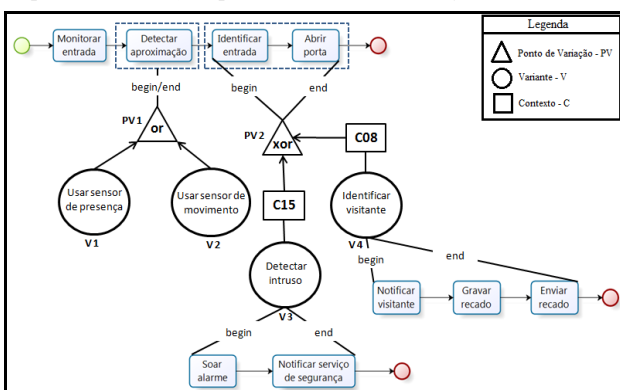 Monitorar
entrada
Detectar
aproximação
Identificar
entrada
Abrir
porta
Legenda
Ponto de Variação - PV
Variante - V
Contexto - C
begin/end
begin
end
PV1
or
PV2
xor
C08
Usar sensor
de presença
V1
Usar sensor de
movimento
V2
C15
Identificar
visitante
V4
Detectar
intruso
V3
begin
end
Notificar
visitante
Gravar
recado
Enviar
recado
begin
end
Soar
alarme
Notificar serviço
de segurança